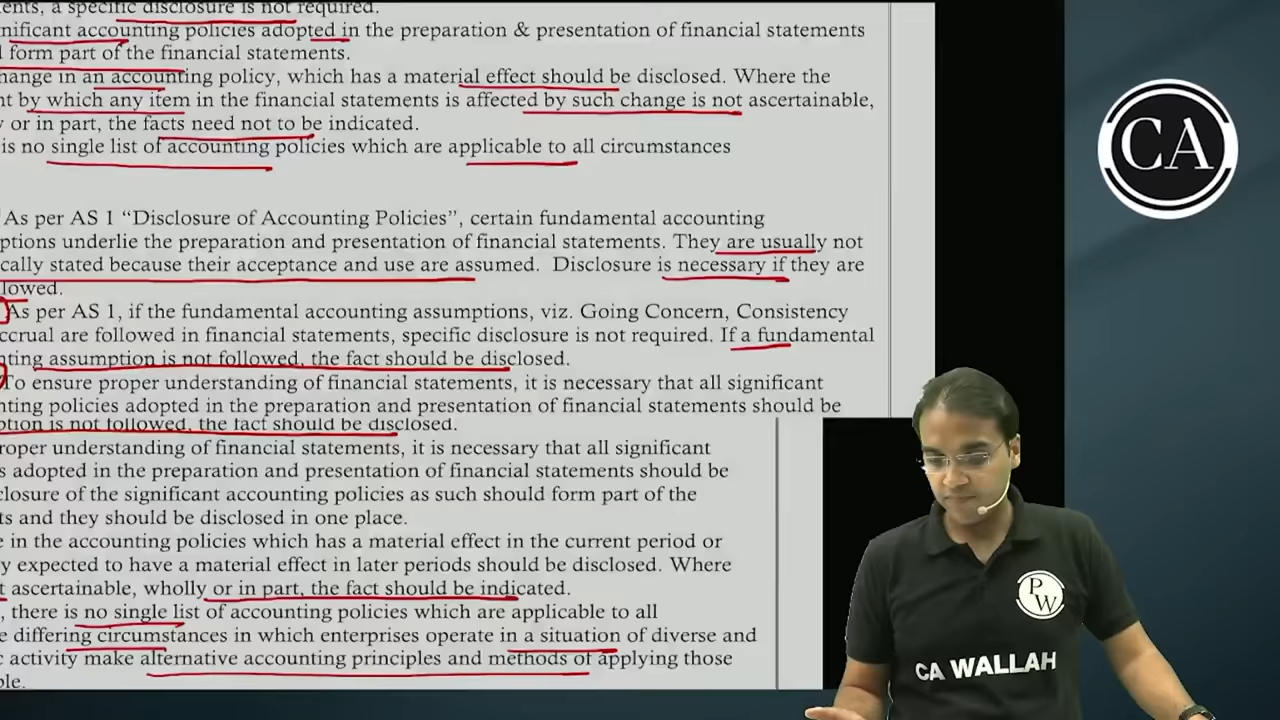 ents, a specific disclosure is not required.
nificant accounting policies adopted in the preparation & presentation of financial statements
form part of the financial statements.
hange in an accounting policy, which has a material effect should be disclosed. Where the
nt by which any item in the financial statements is affected by such change is not ascertainable,
y or in part, the facts need not to be indicated.
is no single list of accounting policies which are applicable to all circumstances
As per AS 1 “Disclosure of Accounting Policies”, certain fundamental accounting
ptions underlie the preparation and presentation of financial statements. They are usually not
cally stated because their acceptance and use are assumed. Disclosure is necessary if they are
lowed.
As per AS 1, if the fundamental accounting assumptions, viz. Going Concern, Consistency
ccrual are followed in financial statements, specific disclosure is not required. If a fundamental
nting assumption is not followed, the fact should be disclosed.
To ensure proper understanding of financial statements, it is necessary that all significant
nting policies adopted in the preparation and presentation of financial statements should be
ption is not followed, the fact should be disclosed.
roper understanding of financial statements, it is necessary that all significant
s adopted in the preparation and presentation of financial statements should be
closure of the significant accounting policies as such should form part of the
ts and they should be disclosed in one place.
e in the accounting policies which has a material effect in the current period or
y expected to have a material effect in later periods should be disclosed. Where
t ascertainable, wholly or in part, the fact should be indicated.
, there is no single list of accounting policies which are applicable to all
e differing circumstances in which enterprises operate in a situation of diverse and
c activity make alternative accounting principles and methods of applying those
ble.
CA
P
W
CA WALLAH